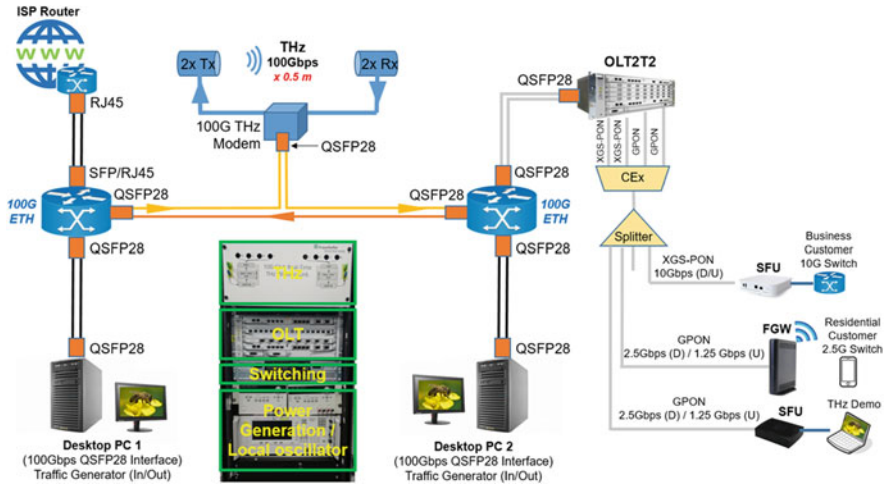 ISP Router
WWW
RJ45
SFP/RJ45
100G
ETH
QSFP28
QSFP28
QSFP28
Desktop PC 1
(100Gbps QSFP28 Interface)
Traffic Generator (In/Out)
2x Tx
THz
100Gbps
x 0.5 m
2x Rx
100G THz
Modem
QSFP28
THz
OLT
Switching
Power
Generation /
Local oscillator
QSFP28
QSFP28
QSFP28
100G
ETH
QSFP28
QSFP28
Desktop PC 2
(100Gbps QSFP28 Interface)
Traffic Generator (In/Out)
OLT2T2
XGS-PON
XGS-PON
GPON
GPON
CEx
Splitter
XGS-PON
10Gbps (D/U)
SFU
Business
Customer
10G Switch
GPON
2.5Gbps (D) / 1.25 Gbps (U)
FGW
Residential
Customer
2.5G Switch
GPON
2.5Gbps (D) / 1.25 Gbps (U)
SFU
THz Demo